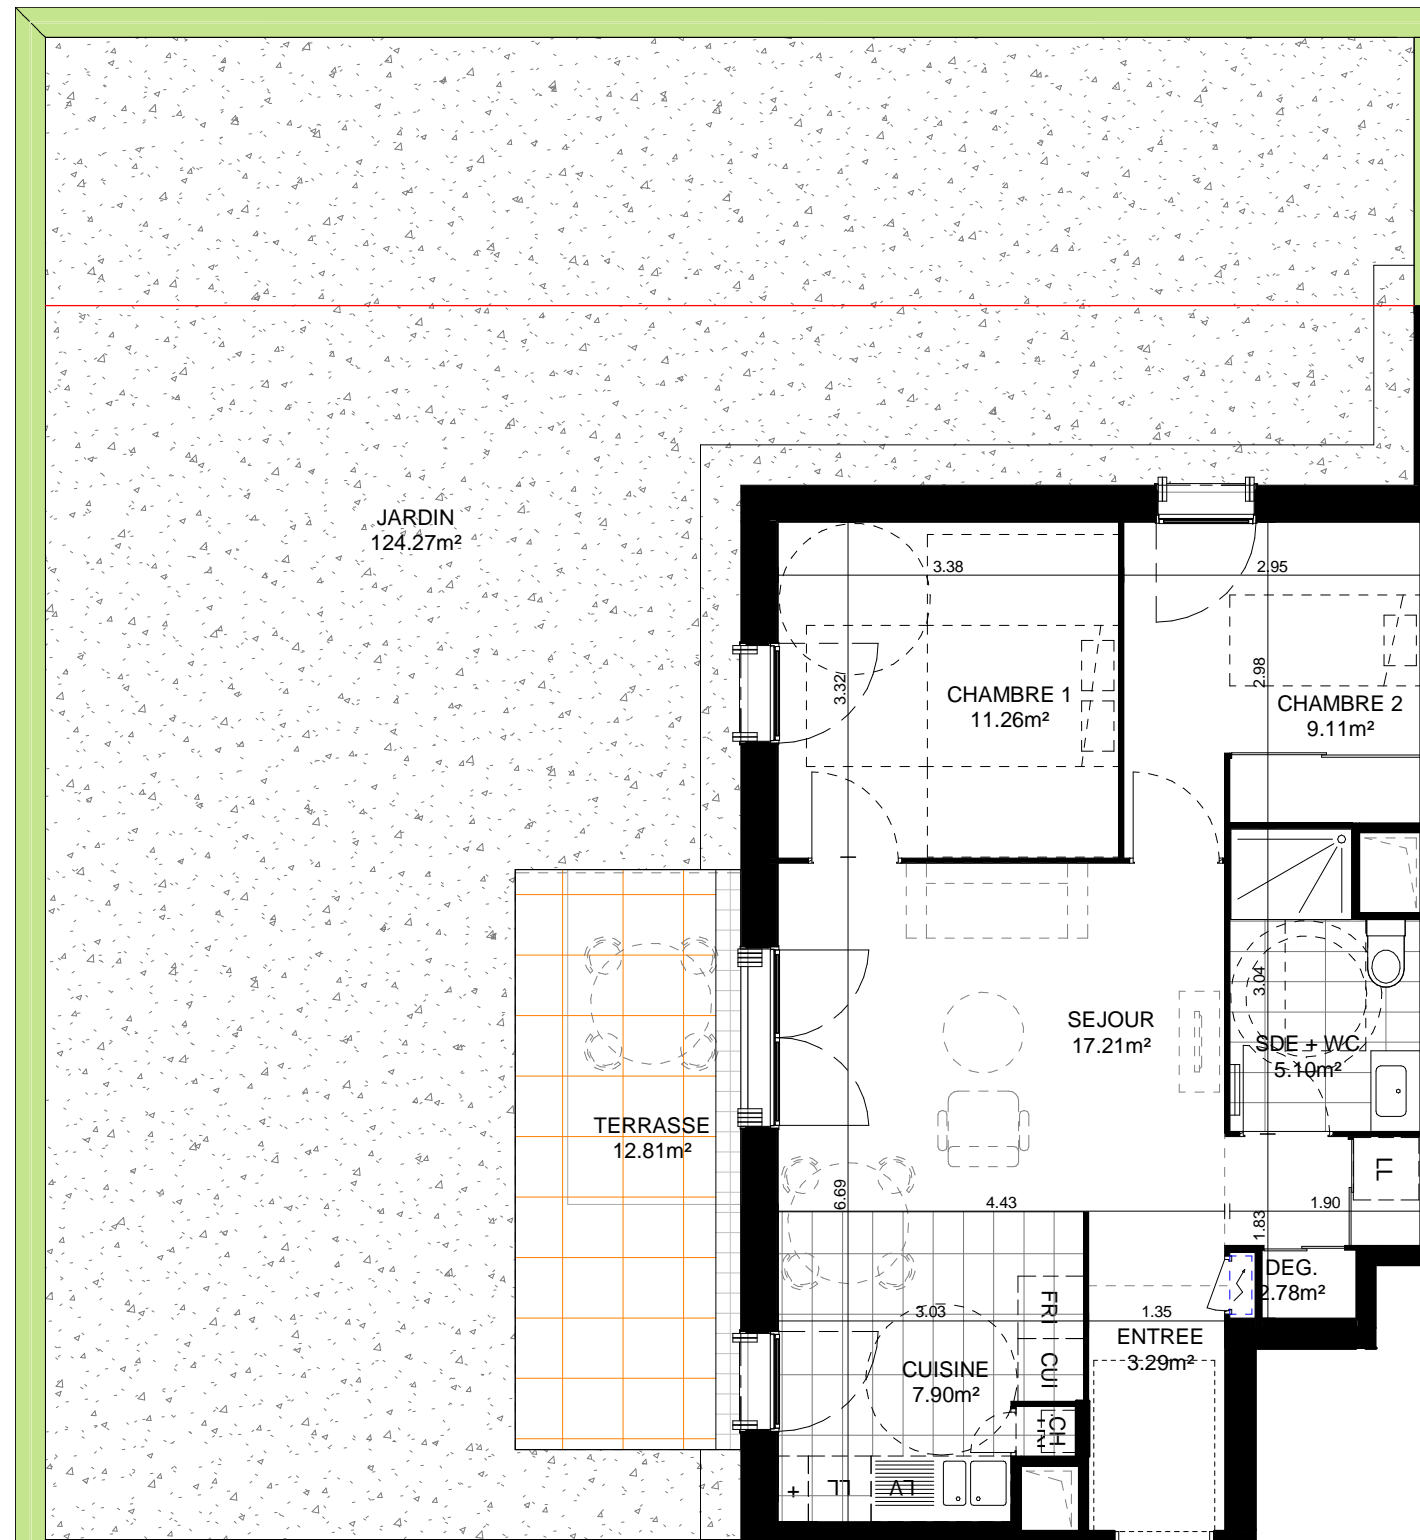 JARDIN
124.27m²
3.38
2.95
3.32
2.98
CHAMBRE 1
11.26m²
CHAMBRE 2
9.11m²
3.04
SEJOUR
17.21m²
SDE + WC
5.10m²
TERRASSE
12.81m²
LL
6.69
4.43
1.83
1.90
DEG.
2.78m²
FRI
3.03
1.35
ENTREE
3.29m²
CUI
CUISINE
7.90m²
CH
+
LL
LV